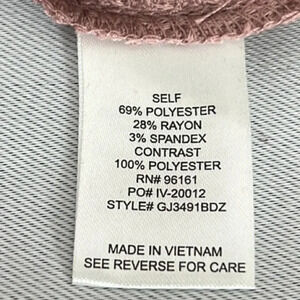 SELF
69% POLYESTER
28% RAYON
3% SPANDEX
CONTRAST
100% POLYESTER
RN# 96161
PO# IV-20012
STYLE# GJ3491BDZ
MADE IN VIETNAM
SEE REVERSE FOR CARE